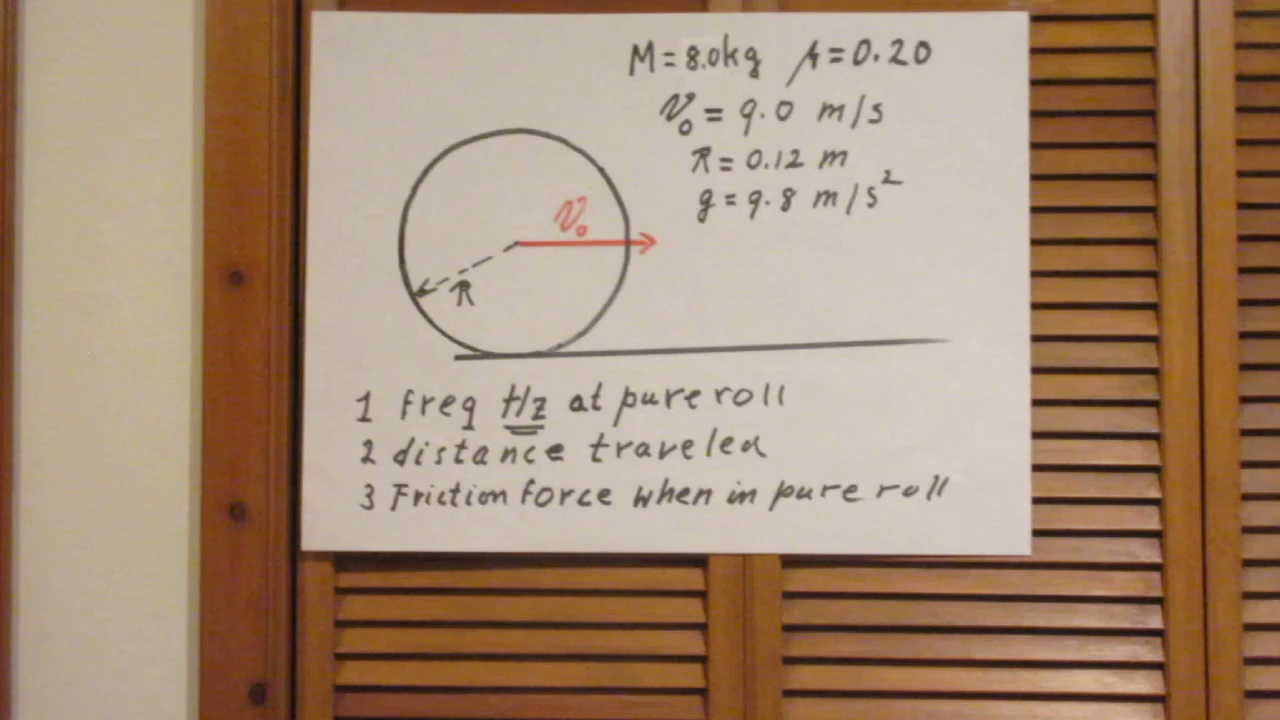 M = 8.0kg μ = 0.20
v₀ = 9.0 m/s
R = 0.12 m
g = 9.8 m/s²
v₀
R
1 freq Hz at pure roll
2 distance traveled
3 Friction force when in pure roll